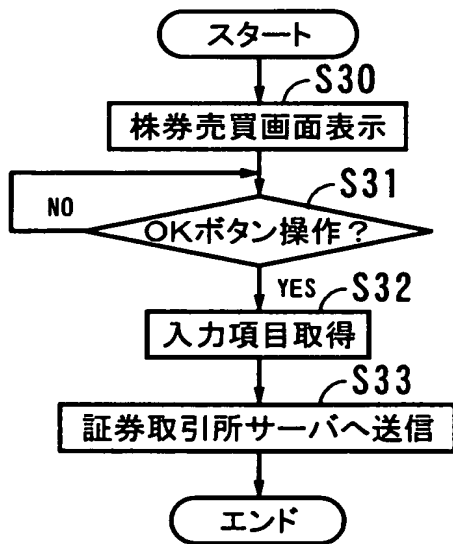 スタート
S30
株券売買画面表示
S31
NO
OKボタン操作？
YES
S32
入力項目取得
S33
証券取引所サーバへ送信
エンド